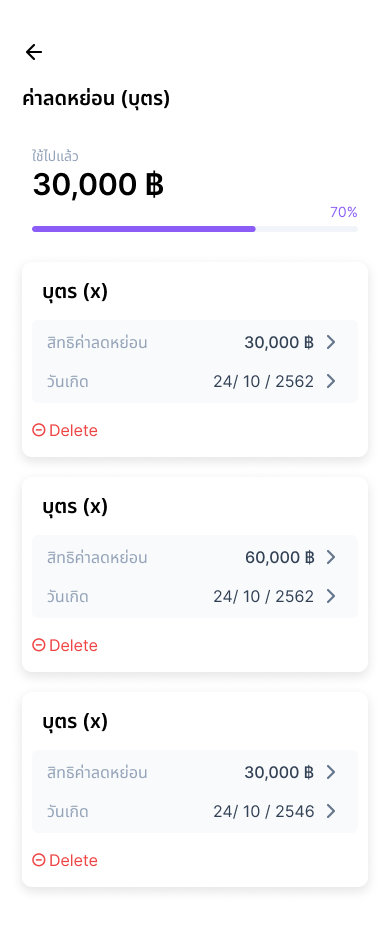 ค่าลดหย่อน (บุตร)
ใช้ไปแล้ว
30,000 ฿
70%
บุตร (x)
สิทธิค่าลดหย่อน 30,000 ฿
วันเกิด 24/ 10 / 2562
Delete
บุตร (x)
สิทธิค่าลดหย่อน 60,000 ฿
วันเกิด 24/ 10 / 2562
Delete
บุตร (x)
สิทธิค่าลดหย่อน 30,000 ฿
วันเกิด 24/ 10 / 2546
Delete